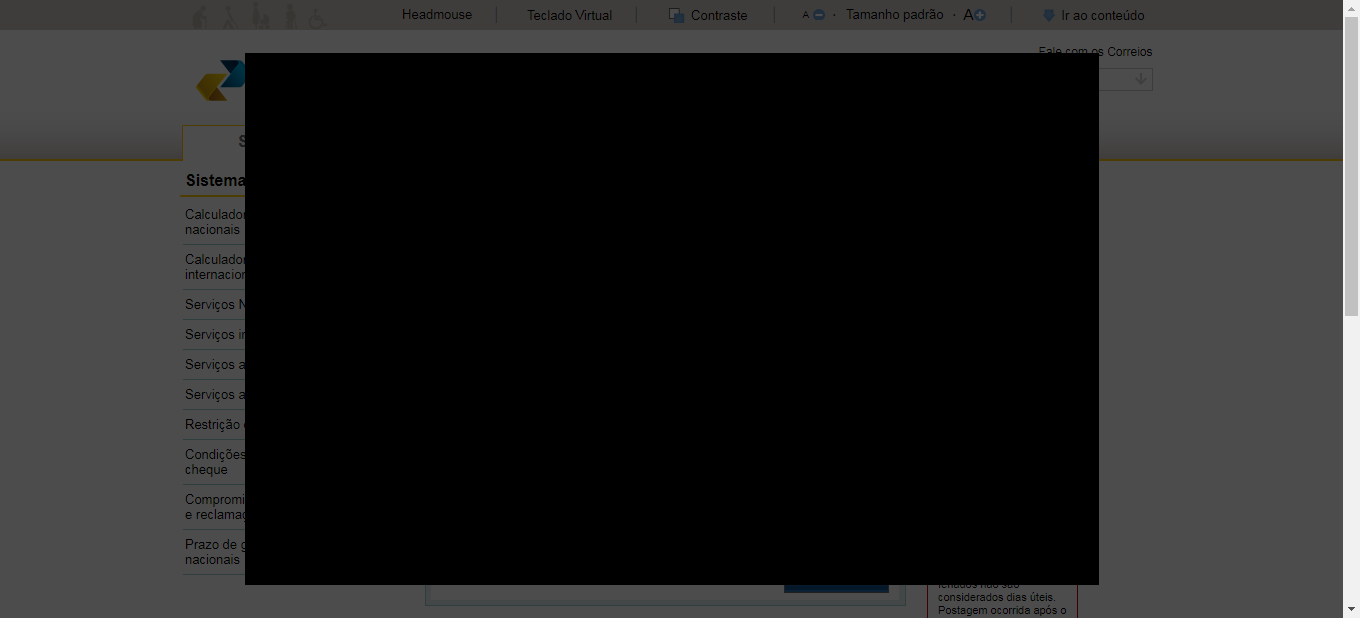 Headmouse
Teclado Virtual
Contraste
A
Tamanho padrão
A
Ir ao conteúdo
Fale com os Correios
S
Sistema
Calculado
nacionais
Calculado
internacion
Serviços N
Serviços in
Serviços a
Serviços a
Restrição
Condições
cheque
Compromi
e reclamaç
Prazo de g
nacionais
feriados não são
considerados dias úteis.
Postagem ocorrida após o